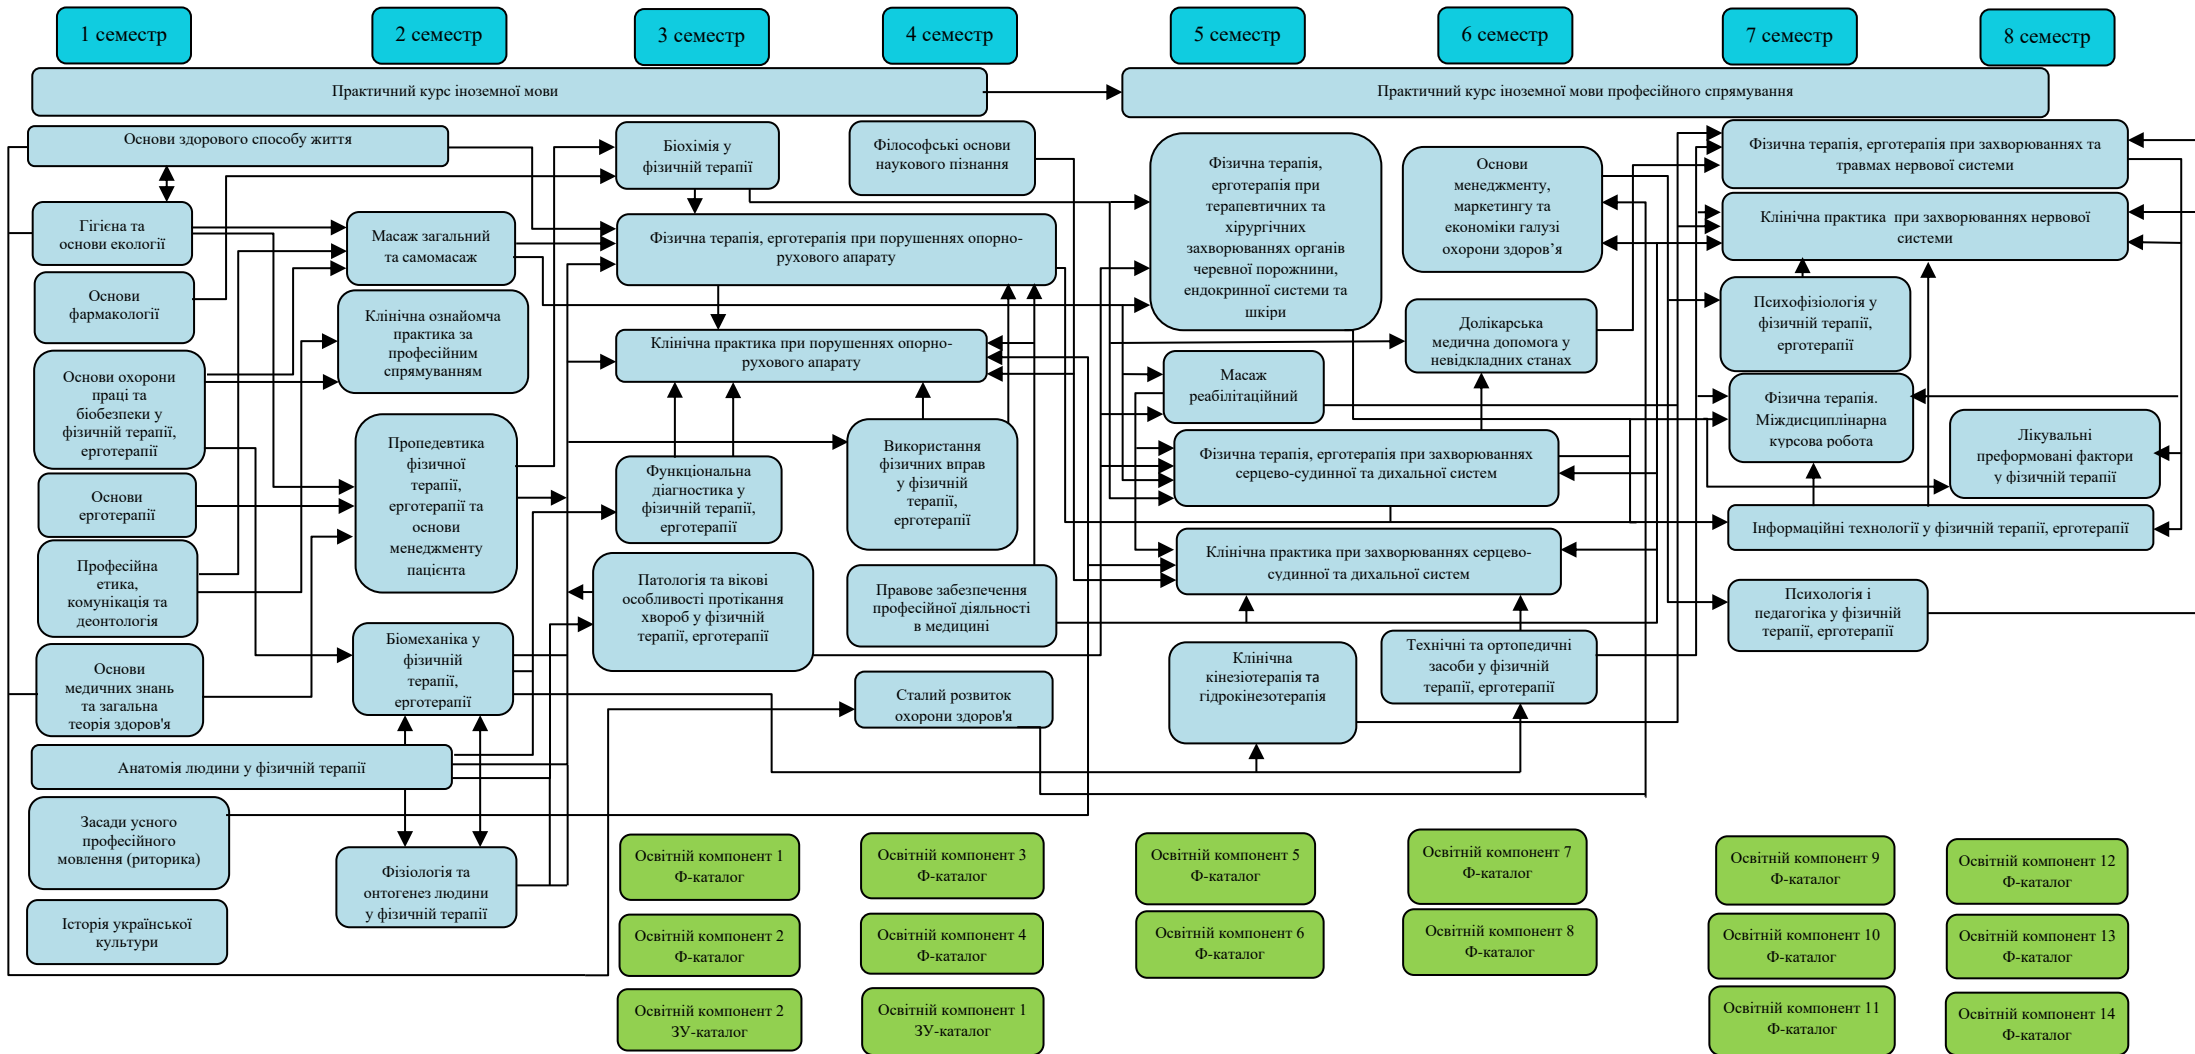 1 семестр
2 семестр
3 семестр
4 семестр
5 семестр
6 семестр
7 семестр
8 семестр
Практичний курс іноземної мови
Практичний курс іноземної мови професійного спрямування
Основи здорового способу життя
Гігієна та
основи екології
Основи
фармакології
Основи охорони
праці та
біобезпеки у
фізичній терапії,
ерготерапії
Основи
ерготерапії
Професійна
етика,
комунікація та
деонтологія
Основи
медичних знань
та загальна
теорія здоров'я
Анатомія людини у фізичній терапії
Засади усного
професійного
мовлення (риторика)
Історія української
культури
Масаж загальний
та самомасаж
Клінічна ознайомча
практика за
професійним
спрямуванням
Пропедевтика
фізичної
терапії,
ерготерапії та
основи
менеджменту
пацієнта
Біомеханіка у
фізичній
терапії,
ерготерапії
Фізіологія та
онтогенез людини
у фізичній терапії
Біохімія у
фізичній
терапії
Філософські основи
наукового пізнання
Фізична терапія, ерготерапія при порушеннях опорно-
рухового апарату
Клінічна практика при порушеннях опорно-
рухового апарату
Функціональна
діагностика у
фізичній терапії,
ерготерапії
Використання
фізичних вправ
у фізичній
терапії,
ерготерапії
Патологія та вікові
особливості протікання
хвороб у фізичній
терапії, ерготерапії
Правове забезпечення
професійної діяльності
в медицині
Сталий розвиток
охорони здоров'я
Фізична терапія,
ерготерапія при
терапевтичних та
хірургічних
захворюваннях органів
черевної порожнини,
ендокринної системи та
шкіри
Масаж
реабілітаційний
Фізична терапія, ерготерапія при захворюваннях
серцево-судинної та дихальної систем
Клінічна практика при захворюваннях серцево-
судинної та дихальної систем
Клінічна
кінезіотерапія та
гідрокінезотерапія
Основи
менеджменту,
маркетингу та
економіки галузі
охорони здоров’я
Долікарська
медична допомога у
невідкладних станах
Технічні та ортопедичні
засоби у фізичній
терапії, ерготерапії
Фізична терапія, ерготерапія при захворюваннях та
травмах нервової системи
Клінічна практика при захворюваннях нервової
системи
Психофізіологія у
фізичній терапії,
ерготерапії
Фізична терапія.
Міждисциплінарна
курсова робота
Лікувальні
преформовані фактори
у фізичній терапії
Інформаційні технології у фізичній терапії, ерготерапії
Психологія і
педагогіка у фізичній
терапії, ерготерапії
Освітній компонент 1
Ф-каталог
Освітній компонент 2
Ф-каталог
Освітній компонент 2
ЗУ-каталог
Освітній компонент 3
Ф-каталог
Освітній компонент 4
Ф-каталог
Освітній компонент 1
ЗУ-каталог
Освітній компонент 5
Ф-каталог
Освітній компонент 6
Ф-каталог
Освітній компонент 7
Ф-каталог
Освітній компонент 8
Ф-каталог
Освітній компонент 9
Ф-каталог
Освітній компонент 10
Ф-каталог
Освітній компонент 11
Ф-каталог
Освітній компонент 12
Ф-каталог
Освітній компонент 13
Ф-каталог
Освітній компонент 14
Ф-каталог